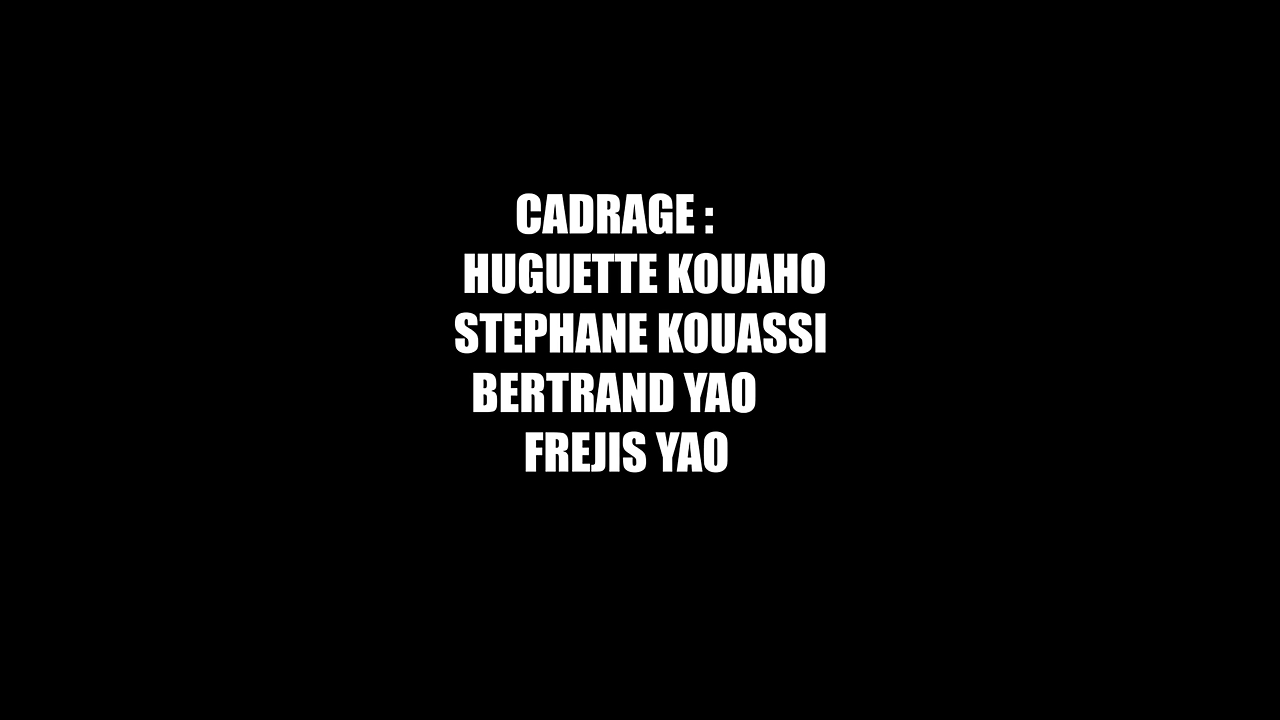 CADRAGE :
HUGUETTE KOUAHO
STEPHANE KOUASSI
BERTRAND YAO
FREJIS YAO